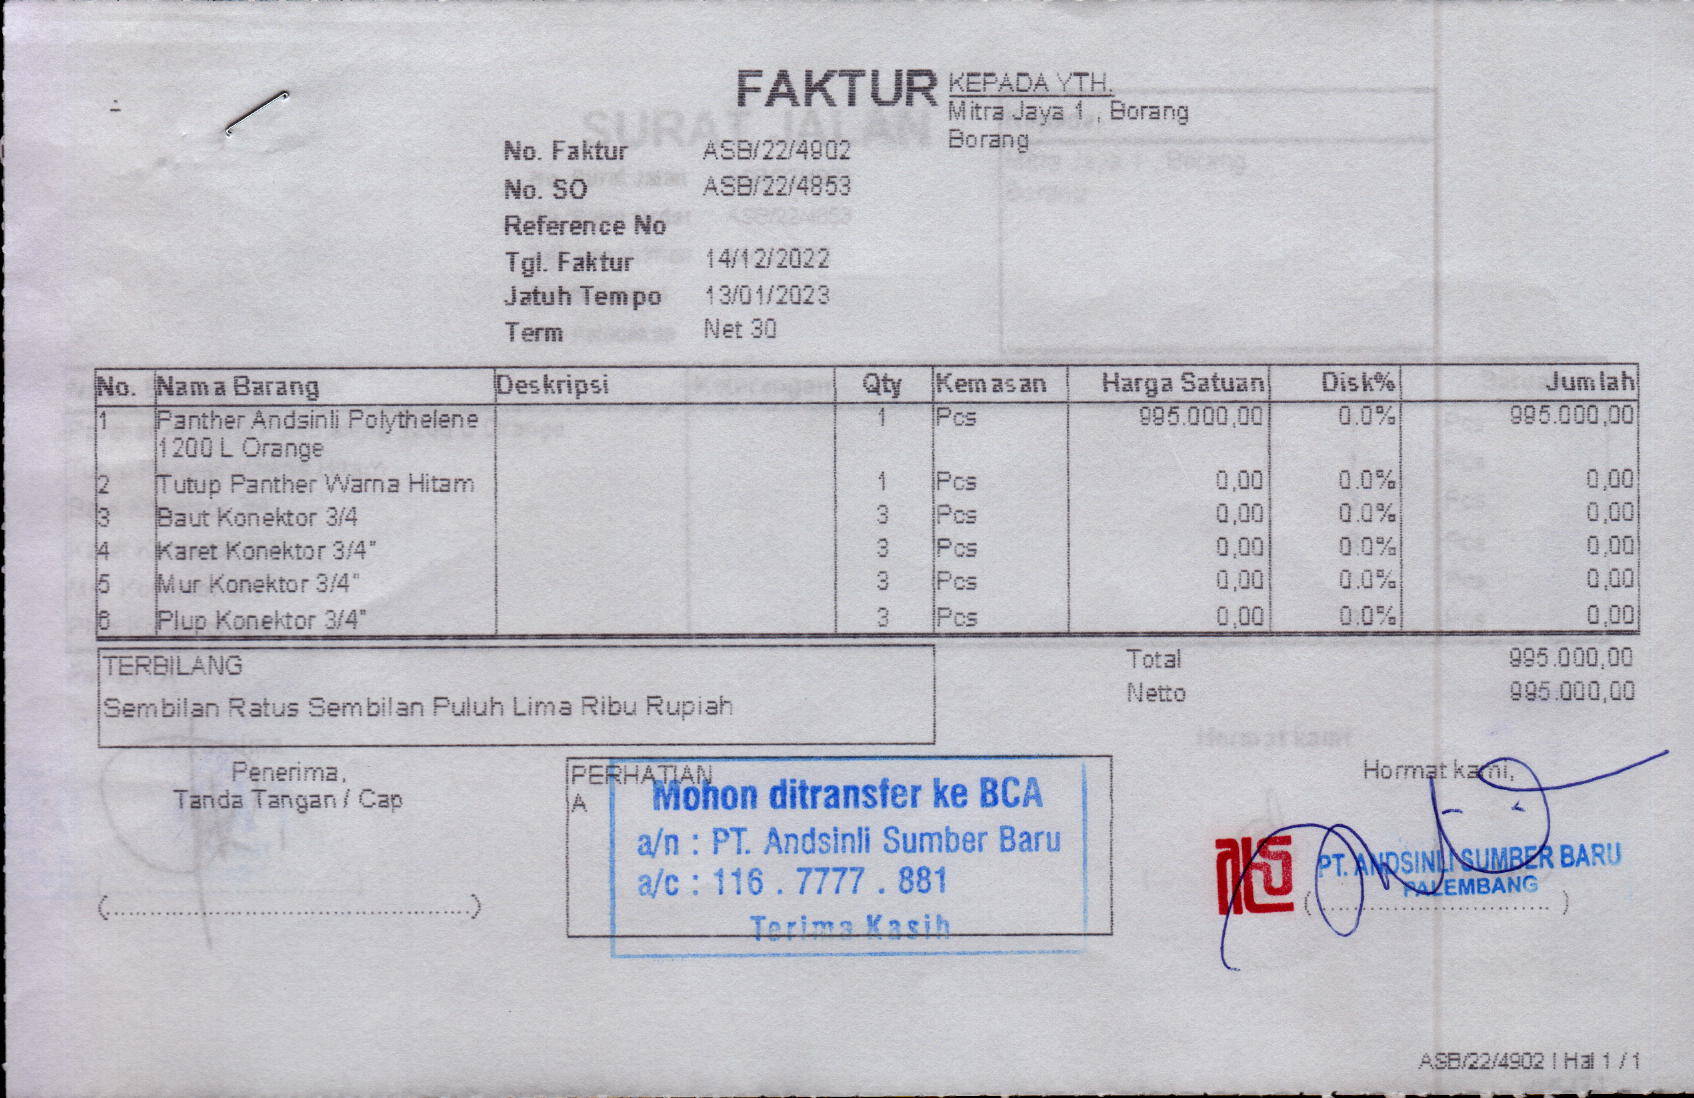 FAKTUR
KEPADA YTH.
Mitra Jaya 1 , Borang
Borang
No. Faktur ASB/22/4902
No. SO ASB/22/4853
Reference No
Tgl. Faktur 14/12/2022
Jatuh Tempo 13/01/2023
Term Net 30
No. Nama Barang Deskripsi Qty Kemasan Harga Satuan Disk% Jumlah
1 Panther Andsinli Polythelene 1 Pcs 995.000,00 0.0% 995.000,00
1200 L Orange
2 Tutup Panther Warna Hitam 1 Pcs 0,00 0.0% 0,00
3 Baut Konektor 3/4 3 Pcs 0,00 0.0% 0,00
4 Karet Konektor 3/4" 3 Pcs 0,00 0.0% 0,00
5 Mur Konektor 3/4" 3 Pcs 0,00 0.0% 0,00
6 Plup Konektor 3/4" 3 Pcs 0,00 0.0% 0,00
TERBILANG
Sembilan Ratus Sembilan Puluh Lima Ribu Rupiah
Total 995.000,00
Netto 995.000,00
Penerima,
Tanda Tangan / Cap
(..............................................)
PERHATIAN
A
Mohon ditransfer ke BCA
a/n : PT. Andsinli Sumber Baru
a/c : 116 . 7777 . 881
Terima Kasih
Hormat kami,
PT. ANDSINLI SUMBER BARU
PALEMBANG
(..............................)
ASB/22/4902 | Hal 1 / 1